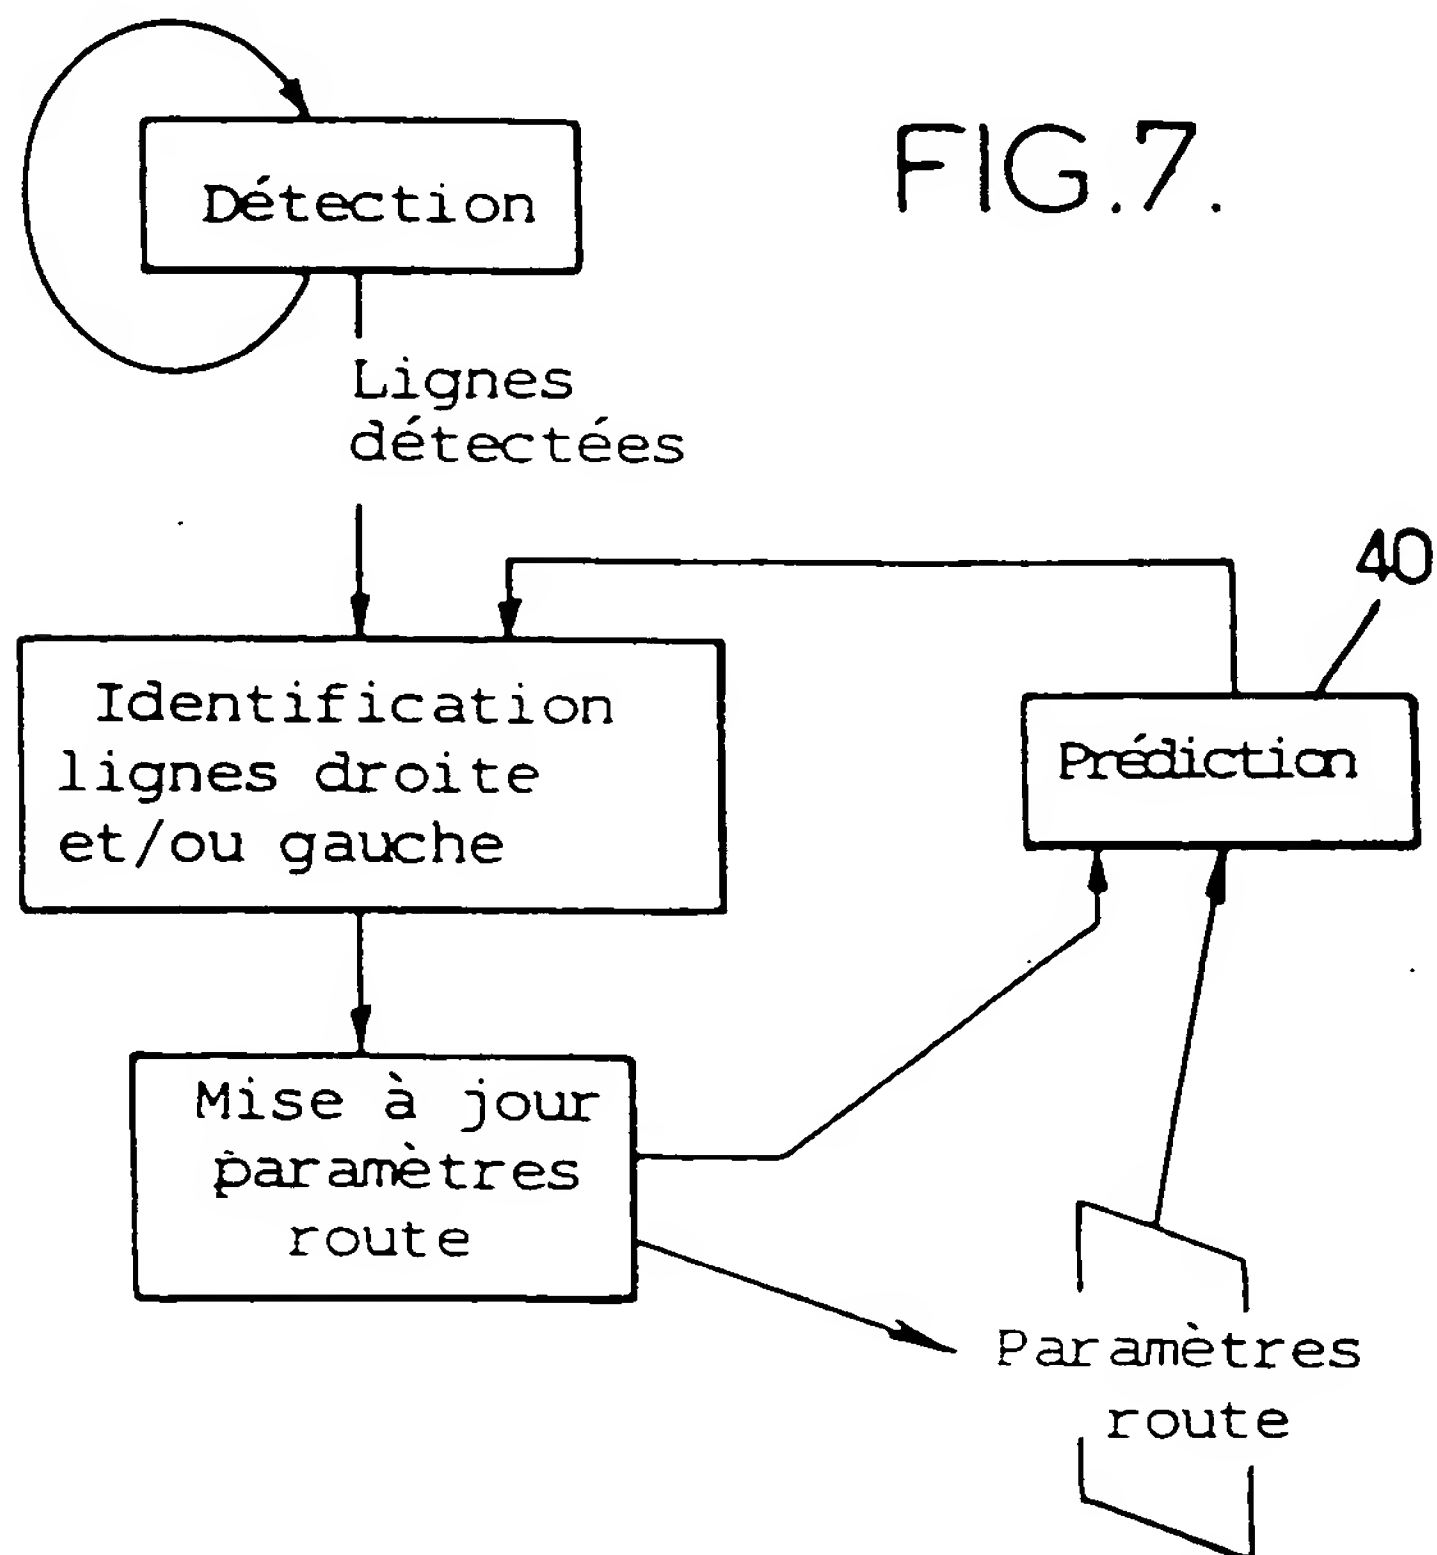 FIG.7.
Détection
Lignes
détectées
40
Identification
lignes droite
et/ou gauche
Prédiction
Mise à jour
paramètres
route
Paramètres
route